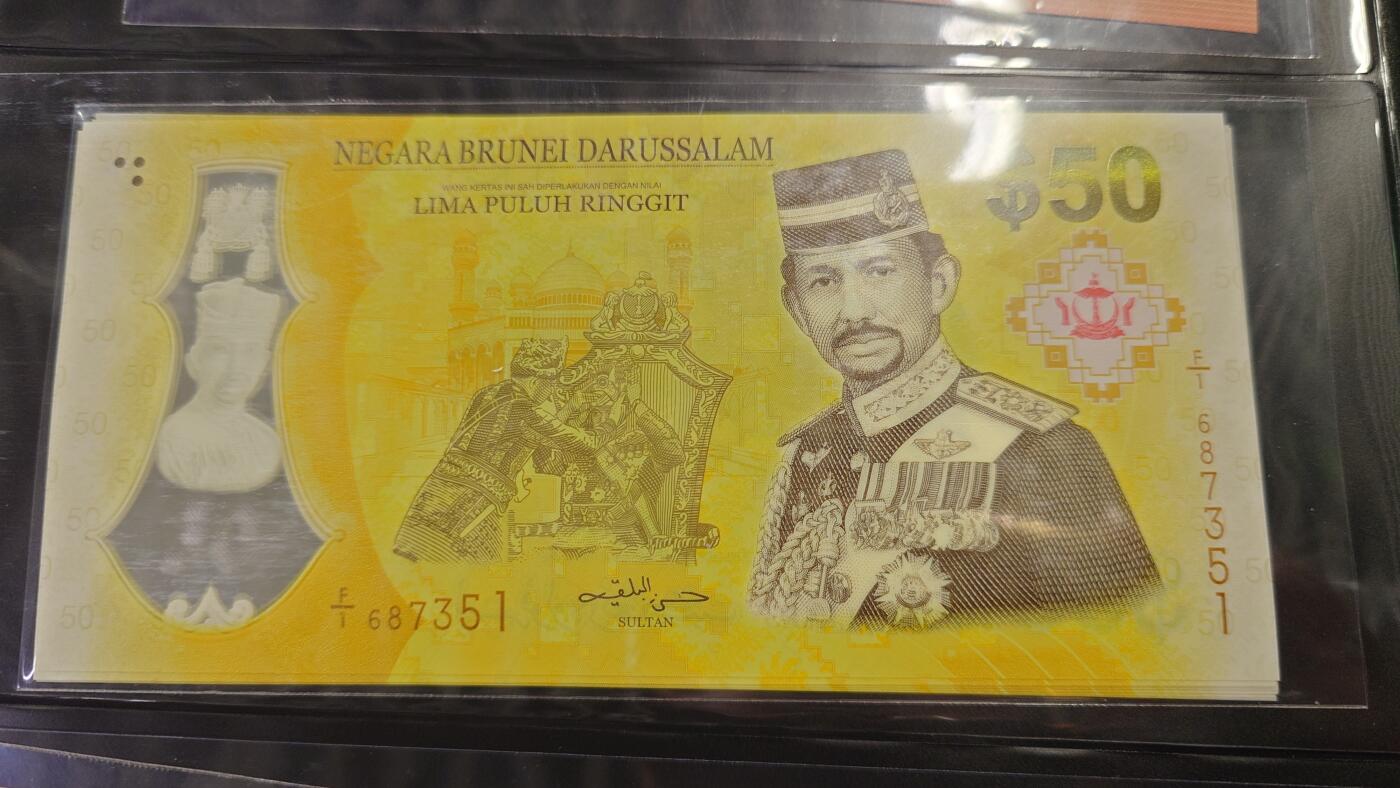 NEGARA BRUNEI DARUSSALAM
WANG KERTAS INI SAH DIPERLAKUKAN DENGAN NILAI
LIMA PULUH RINGGIT
$50
F/1 687351
F/1 687351
SULTAN